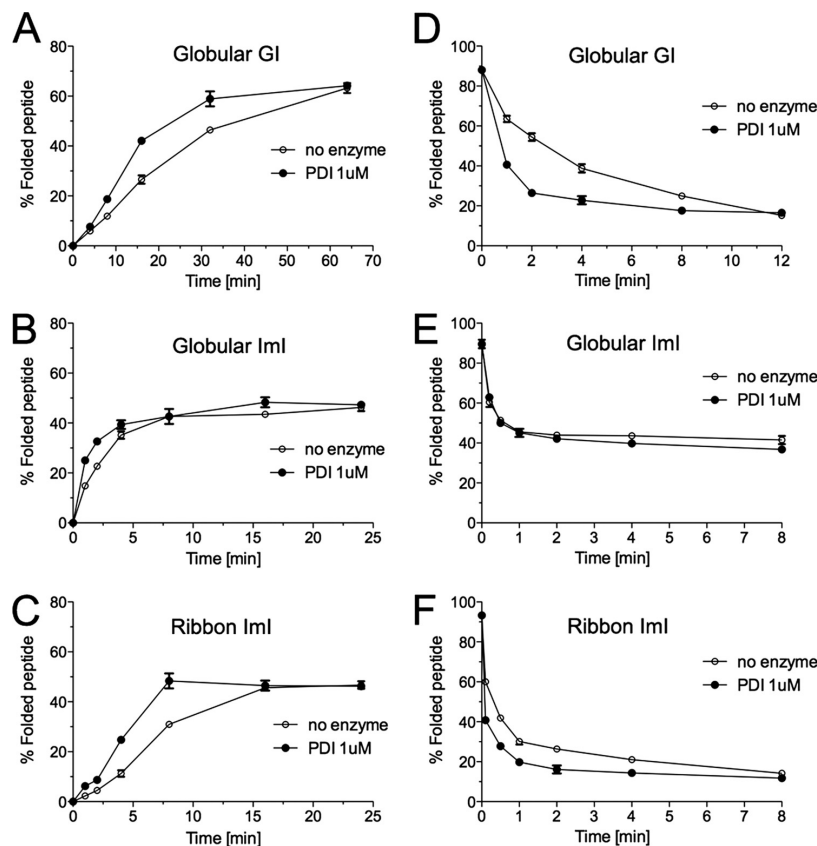 A
Globular GI
% Folded peptide
80
60
40
20
0
no enzyme
PDI 1uM
0 10 20 30 40 50 60 70
Time [min]
D
Globular GI
% Folded peptide
100
80
60
40
20
0
no enzyme
PDI 1uM
0 2 4 6 8 10 12
Time [min]
B
Globular ImI
% Folded peptide
80
60
40
20
0
no enzyme
PDI 1uM
0 5 10 15 20 25
Time [min]
E
Globular ImI
% Folded peptide
100
80
60
40
20
0
no enzyme
PDI 1uM
0 1 2 3 4 5 6 7 8
Time [min]
C
Ribbon ImI
% Folded peptide
80
60
40
20
0
no enzyme
PDI 1uM
0 5 10 15 20 25
Time [min]
F
Ribbon ImI
% Folded peptide
100
80
60
40
20
0
no enzyme
PDI 1uM
0 1 2 3 4 5 6 7 8
Time [min]